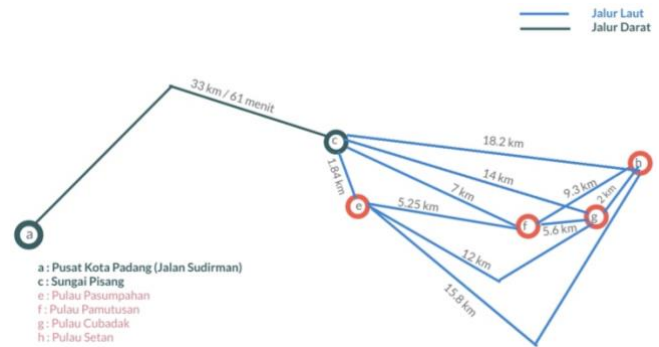 Jalur Laut
Jalur Darat
33 km / 61 menit
c
18.2 km
h
14 km
1.84 km
7 km
9.3 km
2 km
e
5.25 km
f
5.6 km
g
a
12 km
15.8 km
a : Pusat Kota Padang (Jalan Sudirman)
c : Sungai Pisang
e : Pulau Pasumpahan
f : Pulau Pamutusan
g : Pulau Cubadak
h : Pulau Setan